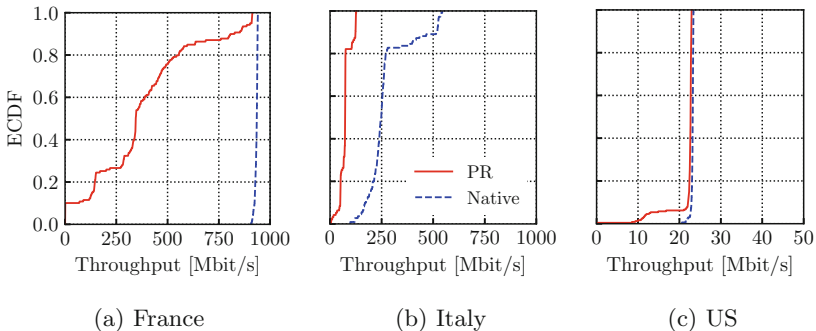 1.0
0.8
0.6
0.4
0.2
0.0
ECDF
0 250 500 750 1000
Throughput [Mbit/s]
(a) France
PR
Native
0 250 500 750 1000
Throughput [Mbit/s]
(b) Italy
0 10 20 30 40 50
Throughput [Mbit/s]
(c) US